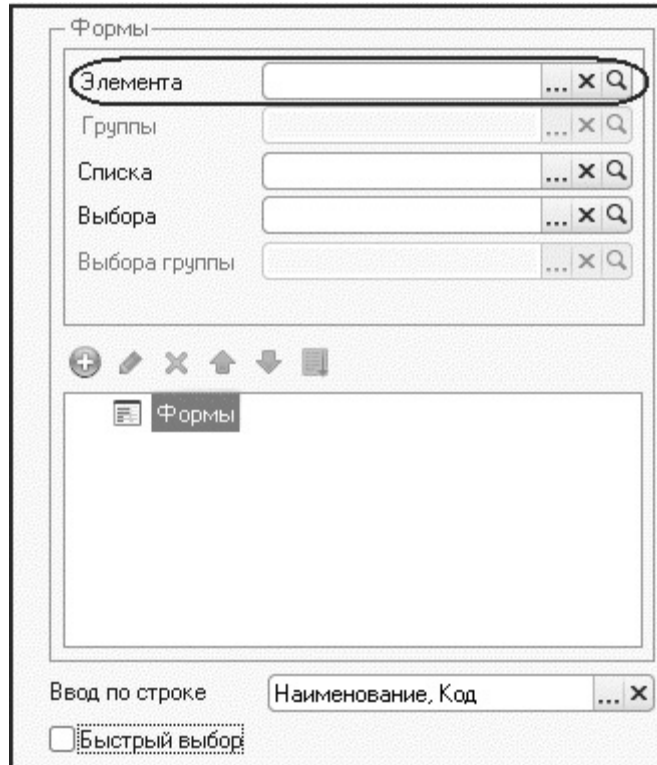 Формы
Элемента
Группы
Списка
Выбора
Выбора группы
Формы
Ввод по строке Наименование, Код
Быстрый выбор